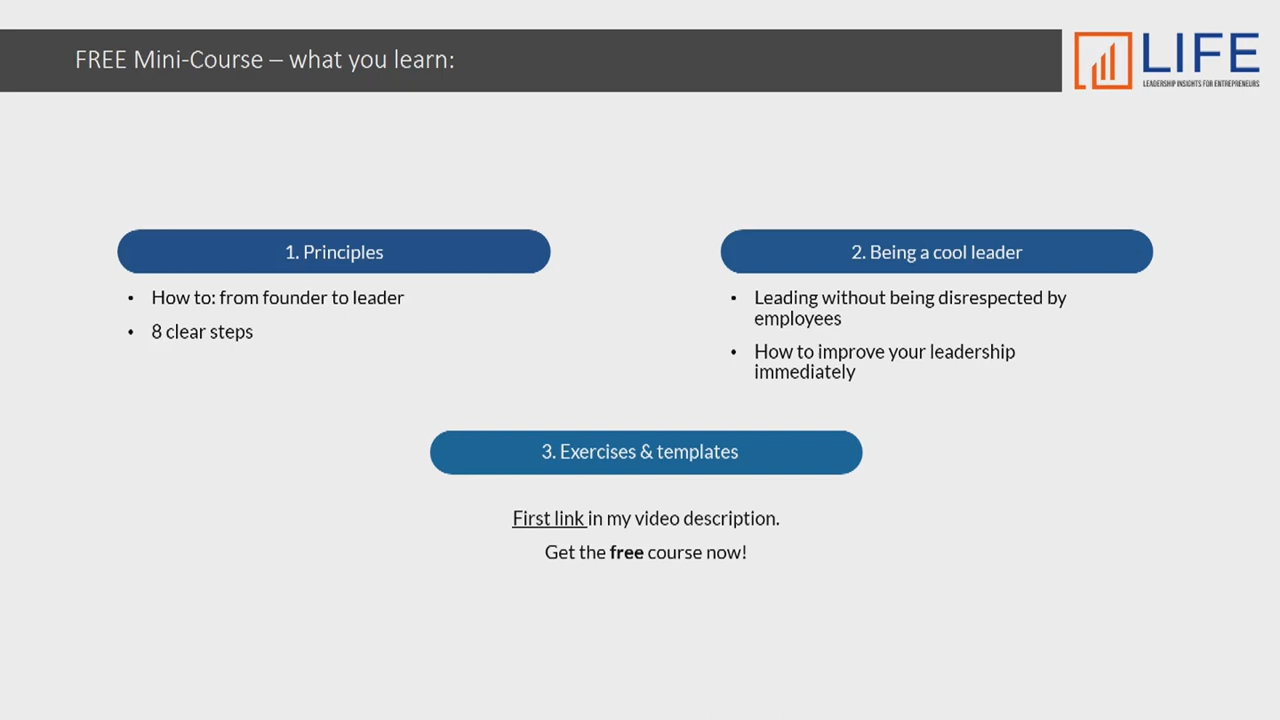 FREE Mini-Course – what you learn:
LIFE
LEADERSHIP INSIGHTS FOR ENTREPRENEURS
1. Principles
• How to: from founder to leader
• 8 clear steps
2. Being a cool leader
• Leading without being disrespected by
employees
• How to improve your leadership
immediately
3. Exercises & templates
First link in my video description.
Get the free course now!